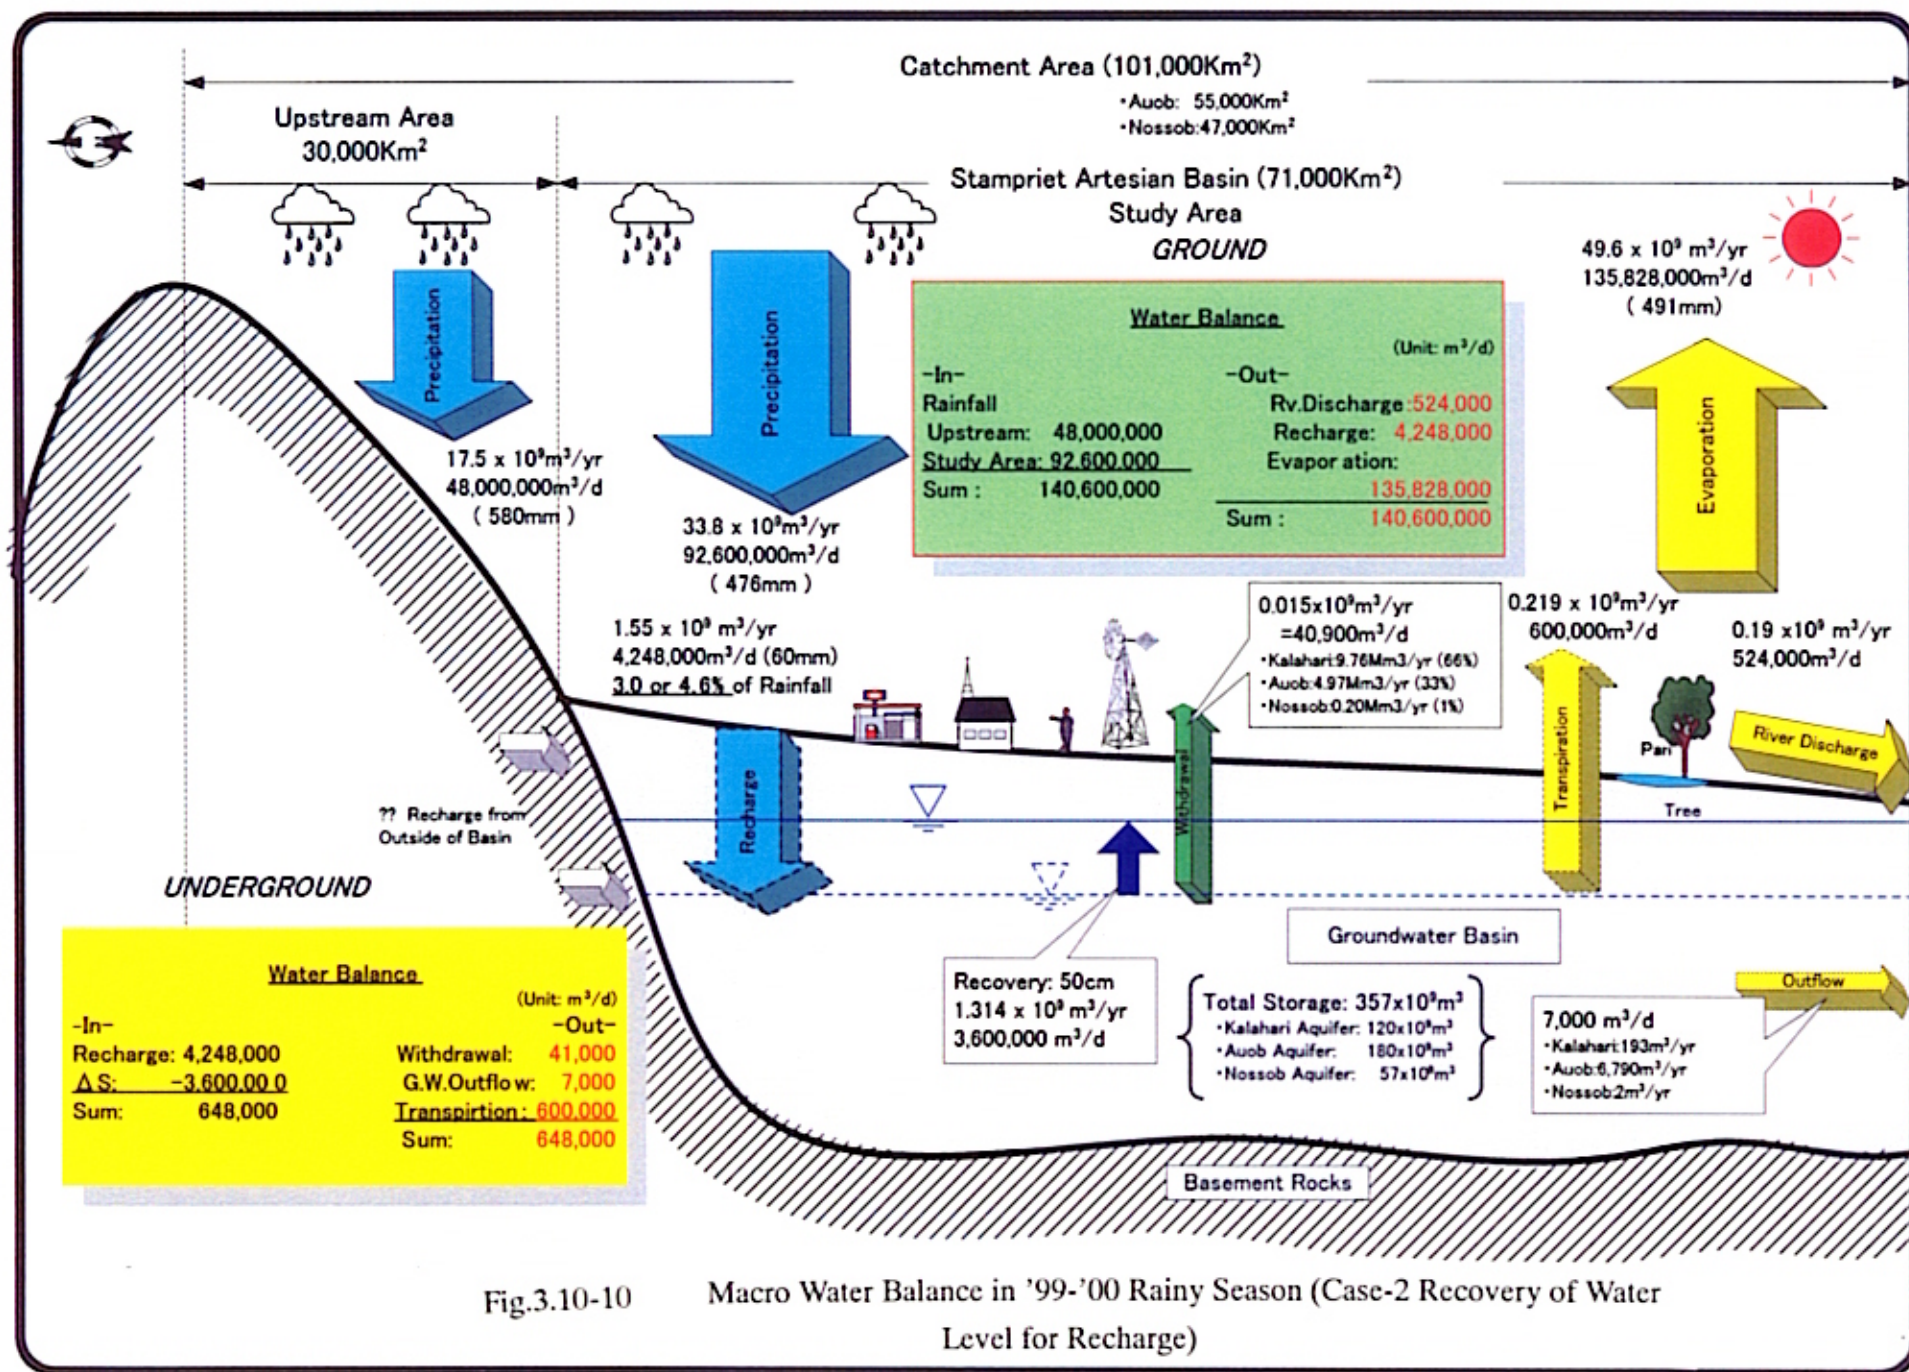 Catchment Area (101,000Km²)
・Auob: 55,000Km²
・Nossob:47,000Km²
Upstream Area
30,000Km²
Stampriet Artesian Basin (71,000Km²)
Study Area
GROUND
Precipitation
17.5 x 10⁹m³/yr
48,000,000m³/d
( 580mm )
Precipitation
33.8 x 10⁹m³/yr
92,600,000m³/d
( 476mm )
Water Balance
(Unit: m³/d)
-In-
Rainfall
Upstream: 48,000,000
Study Area: 92.600.000
Sum : 140,600,000
-Out-
Rv.Discharge :524,000
Recharge: 4,248,000
Evapor ation:
135,828,000
Sum : 140,600,000
49.6 x 10⁹ m³/yr
135,828,000m³/d
( 491mm)
Evaporation
1.55 x 10⁹ m³/yr
4,248,000m³/d (60mm)
3.0 or 4.6% of Rainfall
Recharge
0.015x10⁹m³/yr
=40,900m³/d
・Kalahari:9.76Mm3/yr (66%)
・Auob:4.97Mm3/yr (33%)
・Nossob:0.20Mm3/yr (1%)
Withdrawal
0.219 x 10⁹m³/yr
600,000m³/d
Transpiration
0.19 x10⁹ m³/yr
524,000m³/d
River Discharge
Pan
Tree
?? Recharge from
Outside of Basin
UNDERGROUND
Water Balance
(Unit: m³/d)
-In-
Recharge: 4,248,000
ΔS: -3.600.00 0
Sum: 648,000
-Out-
Withdrawal: 41,000
G.W.Outflo w: 7,000
Transpirtion : 600,000
Sum: 648,000
Groundwater Basin
Recovery: 50cm
1.314 x 10⁹ m³/yr
3,600,000 m³/d
Total Storage: 357x10⁹m³
・Kalahari Aquifer: 120x10⁹m³
・Auob Aquifer: 180x10⁹m³
・Nossob Aquifer: 57x10⁹m³
Outflow
7,000 m³/d
・Kalahari:193m³/yr
・Auob:6,790m³/yr
・Nossob:2m³/yr
Basement Rocks
Fig.3.10-10 Macro Water Balance in ’99-’00 Rainy Season (Case-2 Recovery of Water
Level for Recharge)